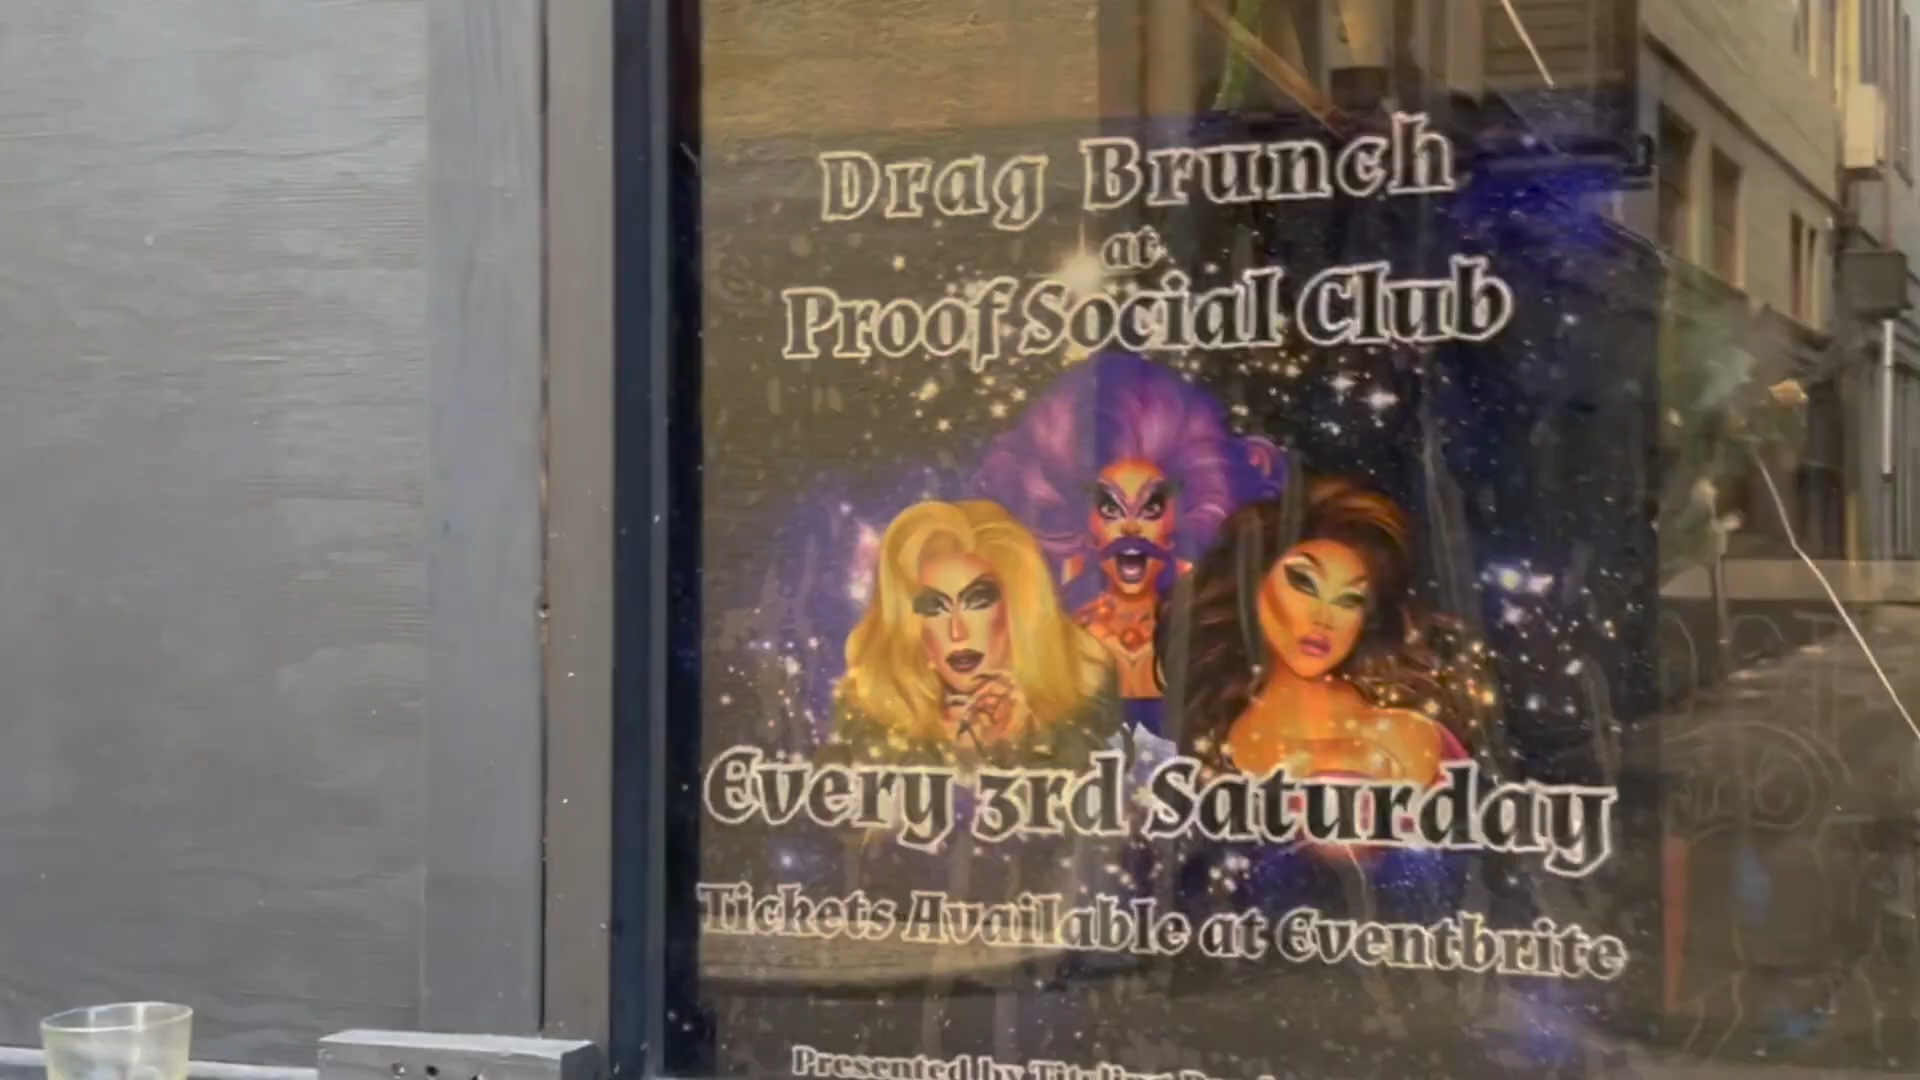 Drag Brunch
at
Proof Social Club
Every 3rd Saturday
Tickets Available at Eventbrite
Presented by